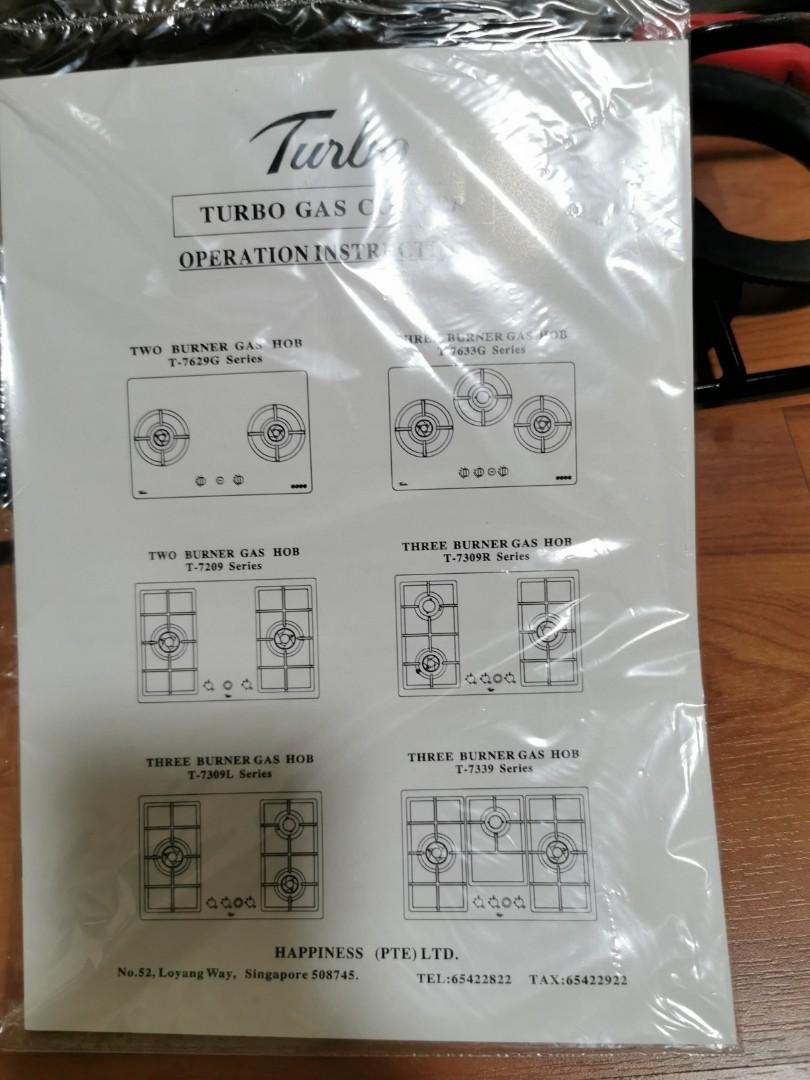 Turbo
TURBO GAS
OPERATION
TWO BURNER GAS HOB
T-7629G Series
THREE BURNER GAS HOB
T-7633G Series
TWO BURNER GAS HOB
T-7209 Series
THREE BURNER GAS HOB
T-7309R Series
THREE BURNER GAS HOB
T-7309L Series
THREE BURNER GAS HOB
T-7339 Series
HAPPINESS (PTE) LTD.
No.52, Loyang Way, Singapore 508745.
TEL:65422822 TAX:65422922